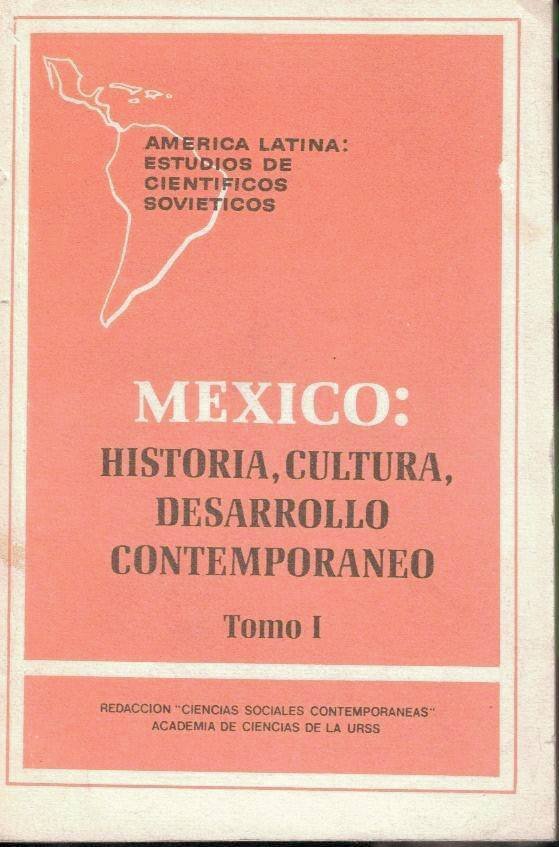 AMERICA LATINA:
ESTUDIOS DE
CIENTIFICOS
SOVIETICOS
MEXICO:
HISTORIA, CULTURA,
DESARROLLO
CONTEMPORANEO
Tomo I
REDACCION "CIENCIAS SOCIALES CONTEMPORANEAS"
ACADEMIA DE CIENCIAS DE LA URSS